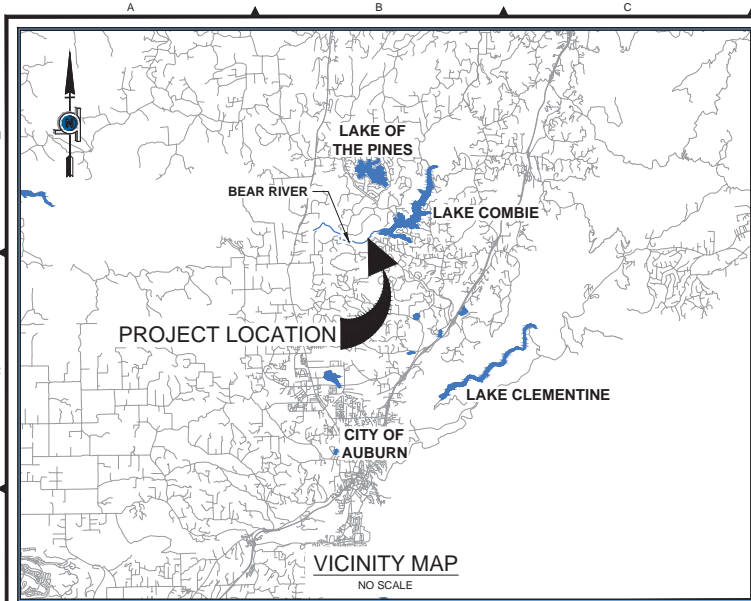 A B C
LAKE OF
THE PINES
BEAR RIVER
LAKE COMBIE
PROJECT LOCATION
LAKE CLEMENTINE
CITY OF
AUBURN
VICINITY MAP
NO SCALE